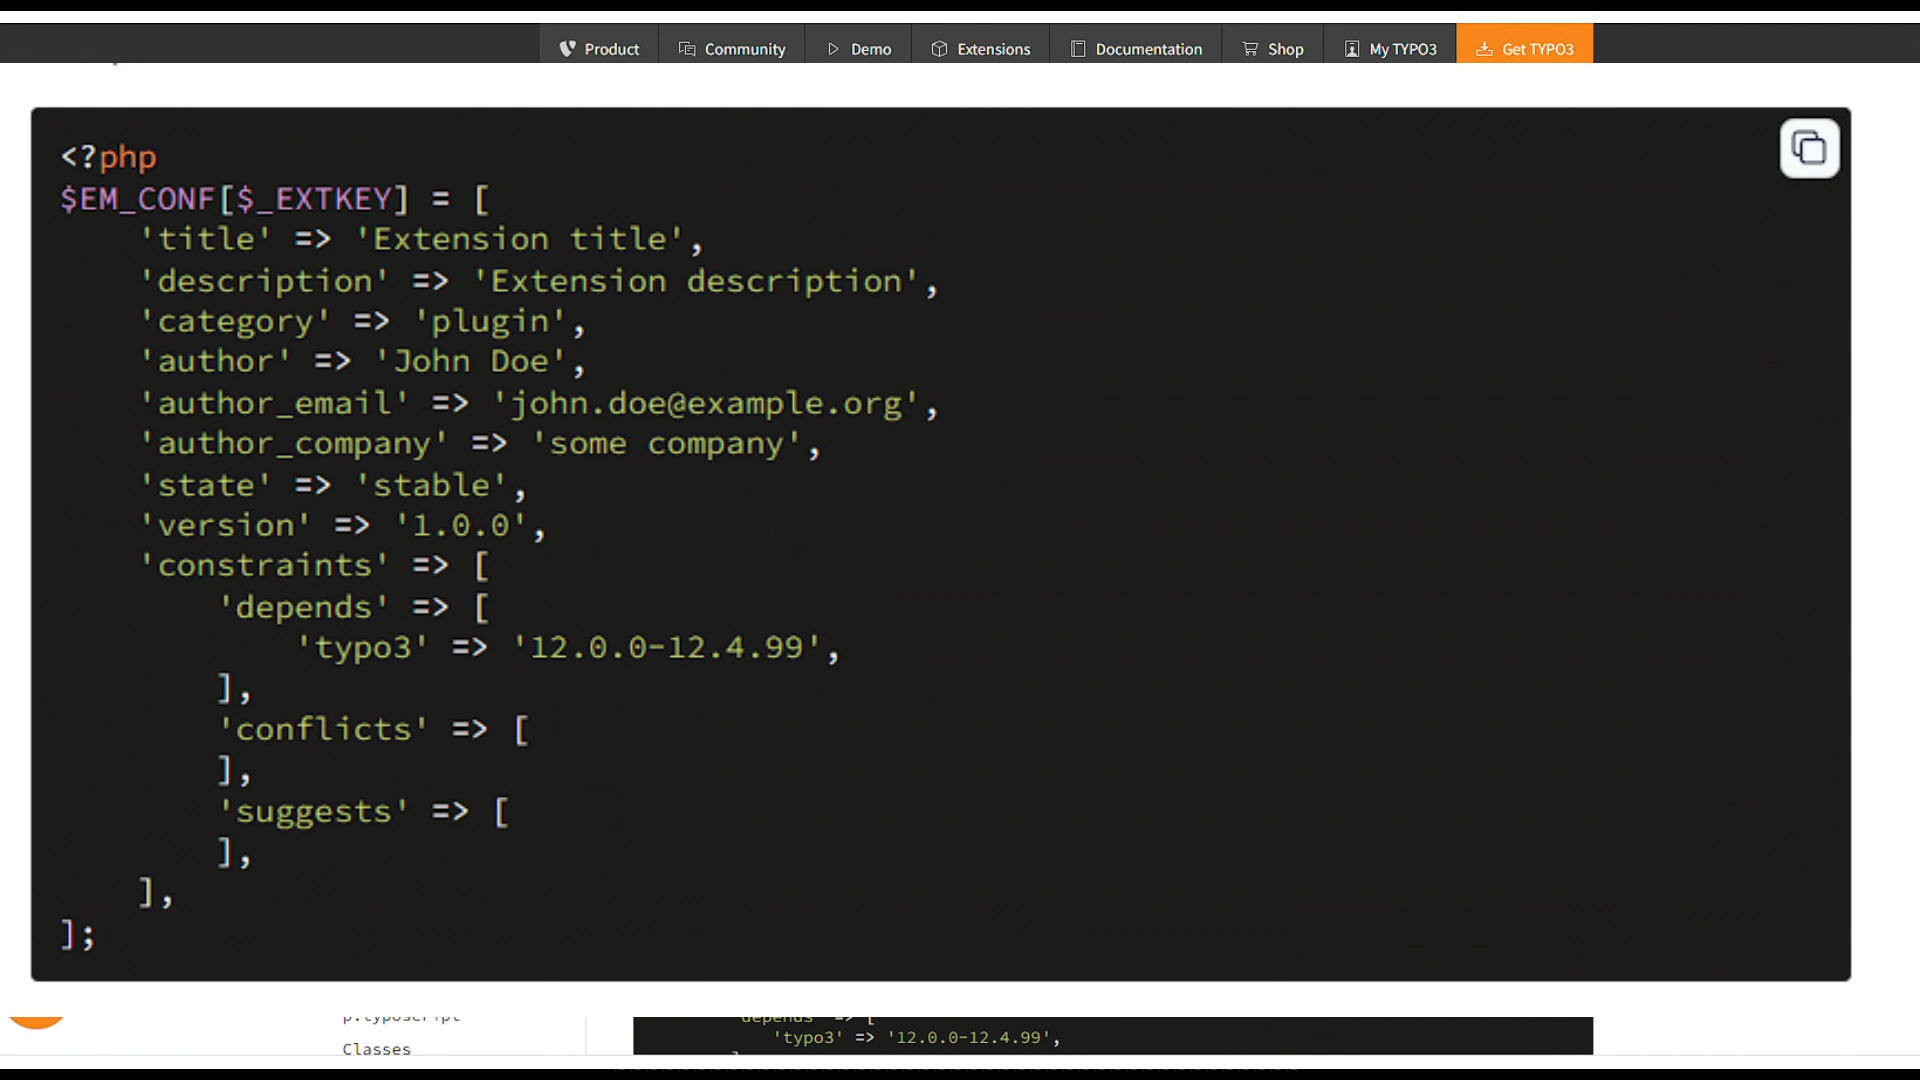 Product Community Demo Extensions Documentation Shop My TYPO3 Get TYPO3
<?php
$EM_CONF[$_EXTKEY] = [
    'title' => 'Extension title',
    'description' => 'Extension description',
    'category' => 'plugin',
    'author' => 'John Doe',
    'author_email' => 'john.doe@example.org',
    'author_company' => 'some company',
    'state' => 'stable',
    'version' => '1.0.0',
    'constraints' => [
        'depends' => [
            'typo3' => '12.0.0-12.4.99',
        ],
        'conflicts' => [
        ],
        'suggests' => [
        ],
    ],
];
p.typoscript
Classes
'depends' => [
'typo3' => '12.0.0-12.4.99',